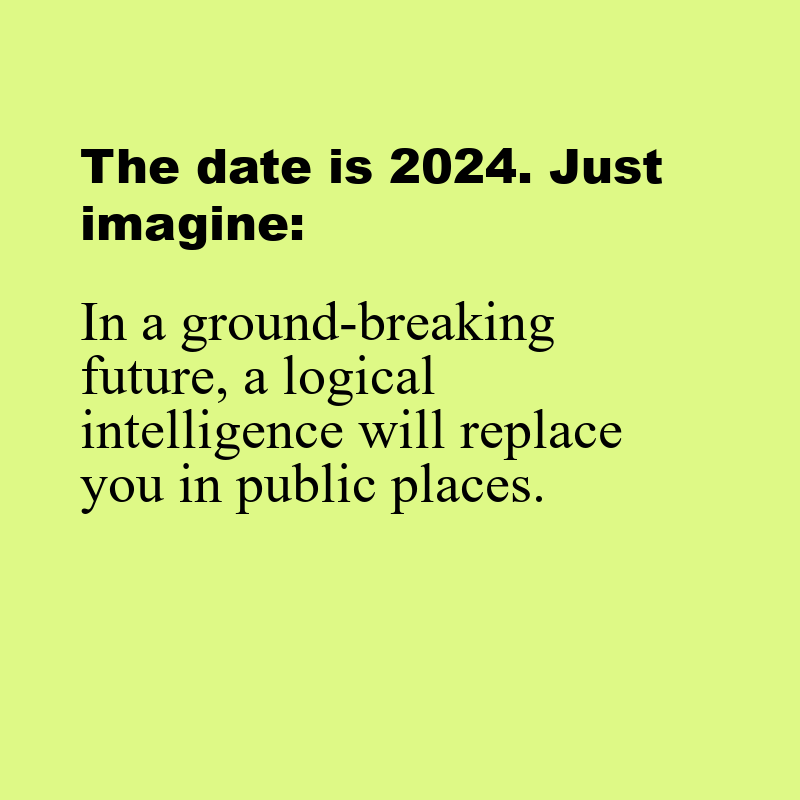 The date is 2024. Just
imagine:
In a ground-breaking
future, a logical
intelligence will replace
you in public places.